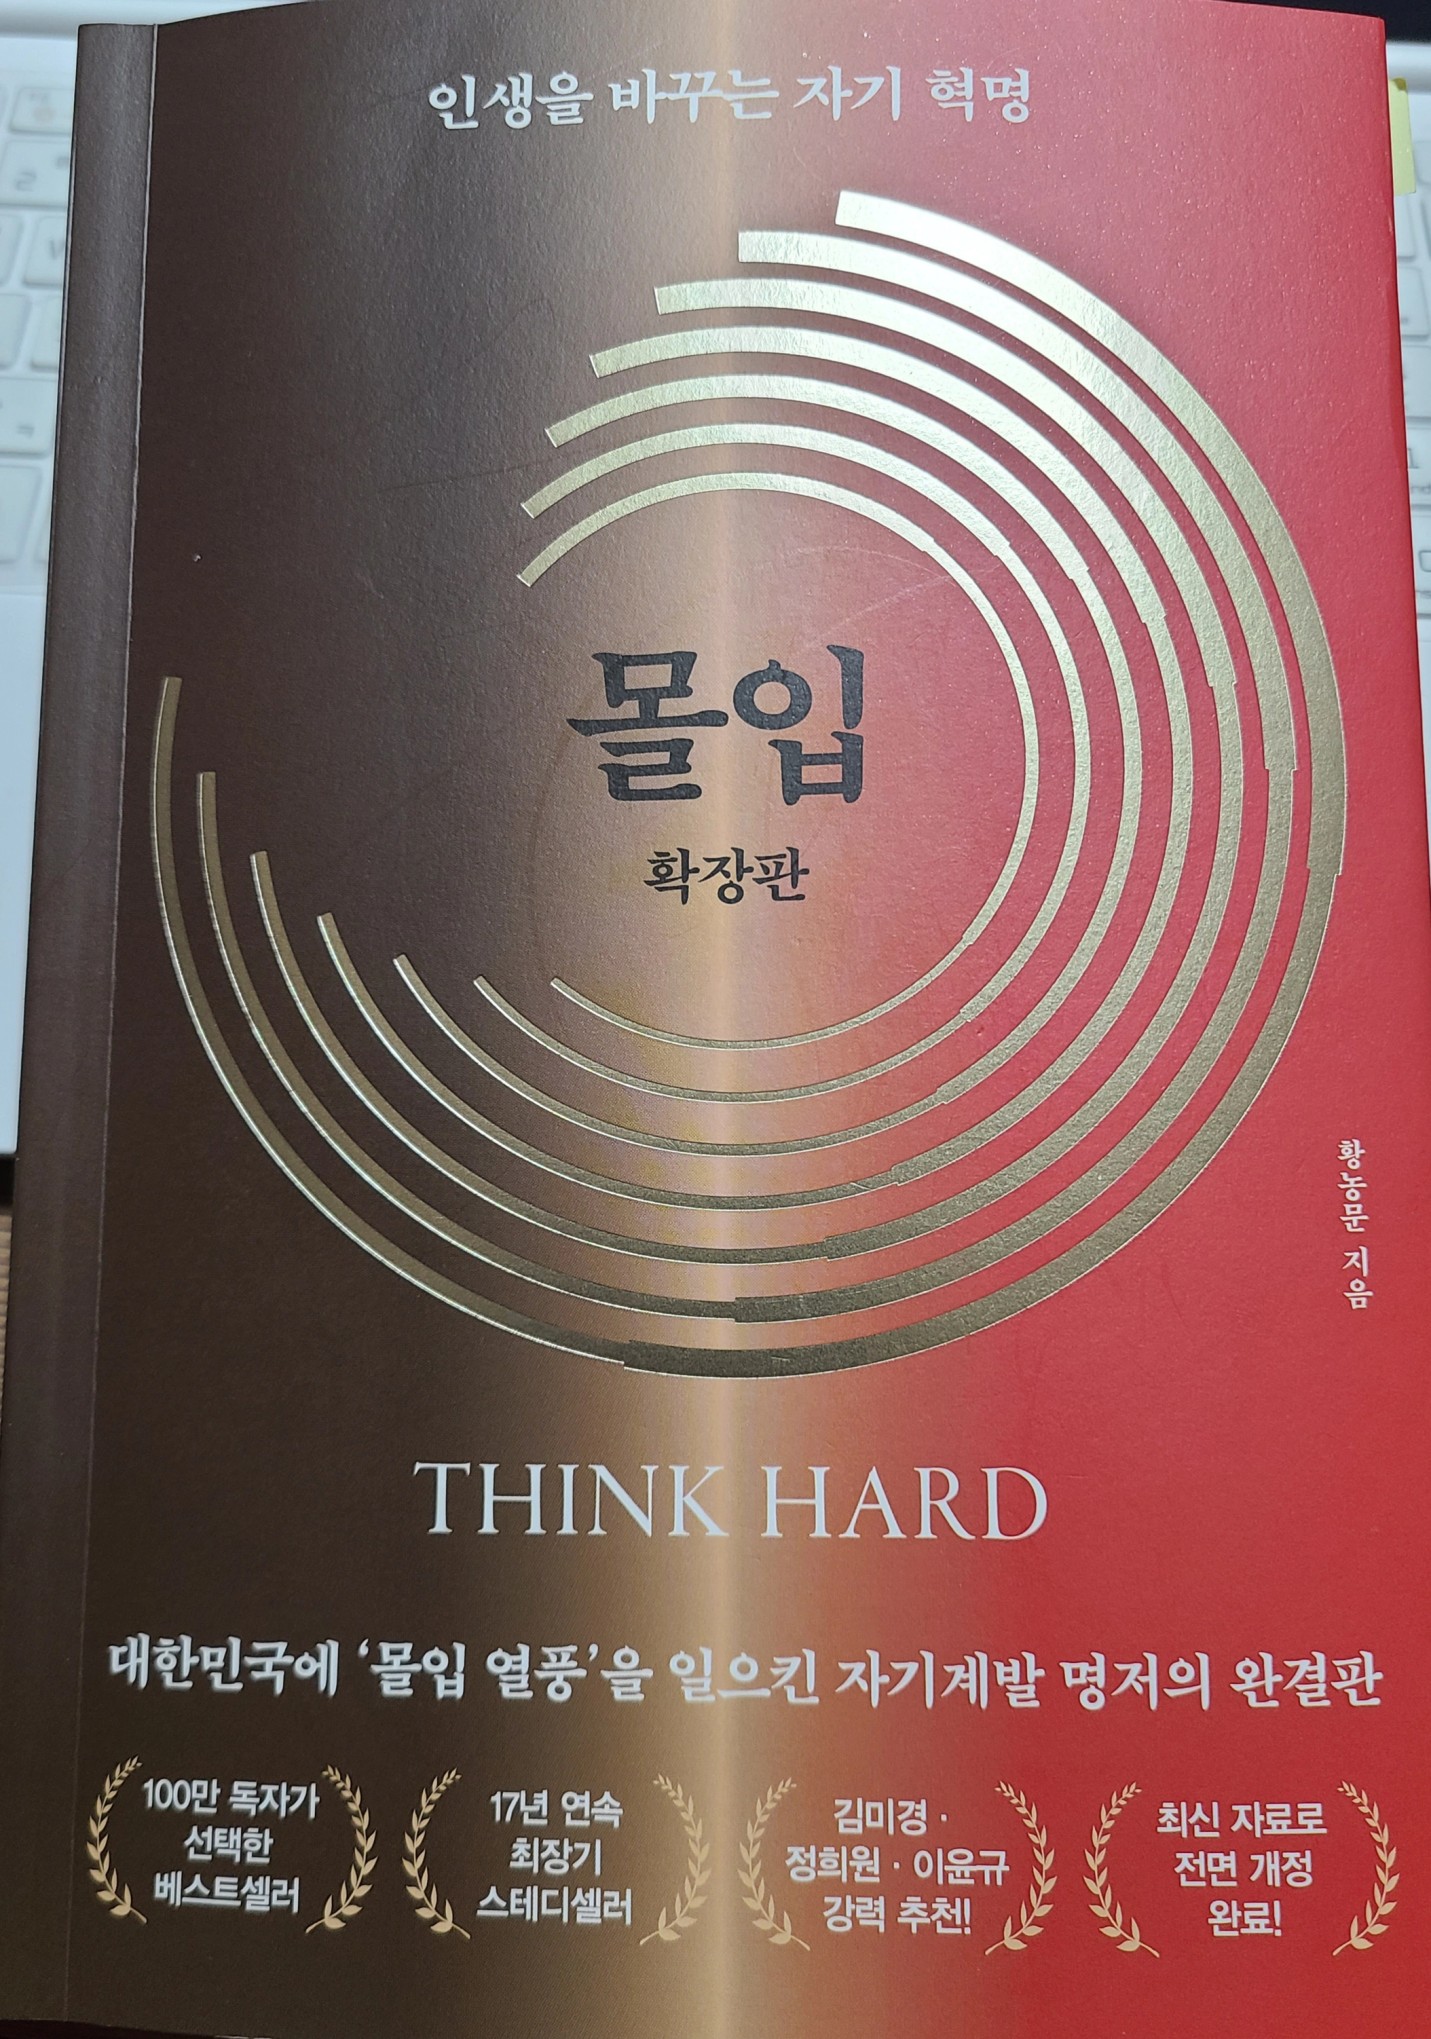 인생을 바꾸는 자기 혁명
몰입
확장판
황농문 지음
THINK HARD
대한민국에 ‘몰입 열풍’을 일으킨 자기계발 명저의 완결판
100만 독자가
선택한
베스트셀러
17년 연속
최장기
스테디셀러
김미경 ·
정희원 · 이윤규
강력 추천!
최신 자료로
전면 개정
완료!